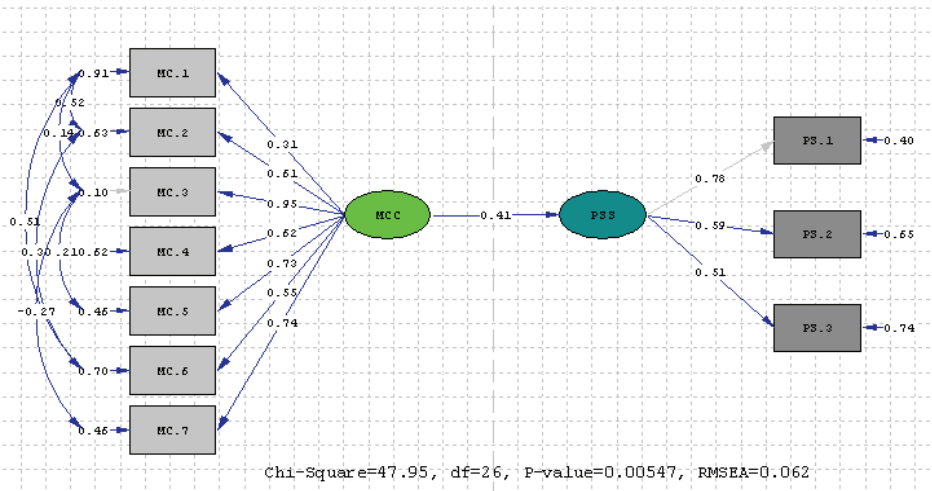 0.91 MC.1
0.52
0.14 0.63 MC.2
0.10 MC.3
0.51
0.30 0.21 0.62 MC.4
-0.27 0.45 MC.5
0.70 MC.6
0.45 MC.7
0.31
0.61
0.95
0.62
0.73
0.55
0.74
MCC 0.41 PSS
0.78
0.59
0.51
PS.1 0.40
PS.2 0.65
PS.3 0.74
Chi-Square=47.95, df=26, P-value=0.00547, RMSEA=0.062